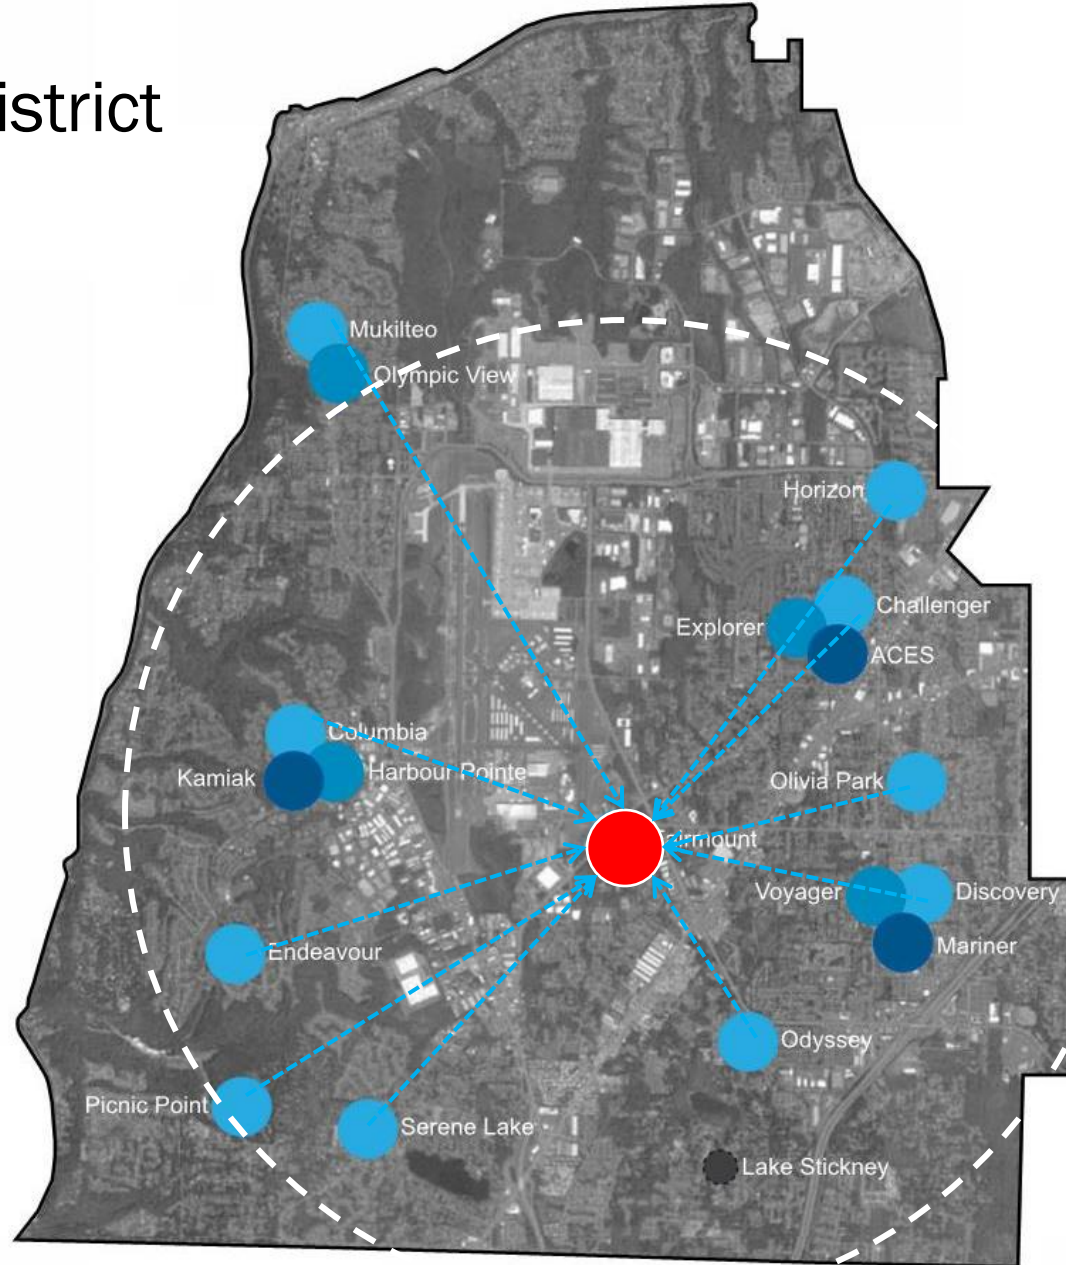 istrict
Mukilteo
Olympic View
Horizon
Challenger
Explorer
ACES
Columbia
Kamiak
Harbour Pointe
Olivia Park
Fairmount
Voyager
Discovery
Mariner
Endeavour
Odyssey
Picnic Point
Serene Lake
Lake Stickney